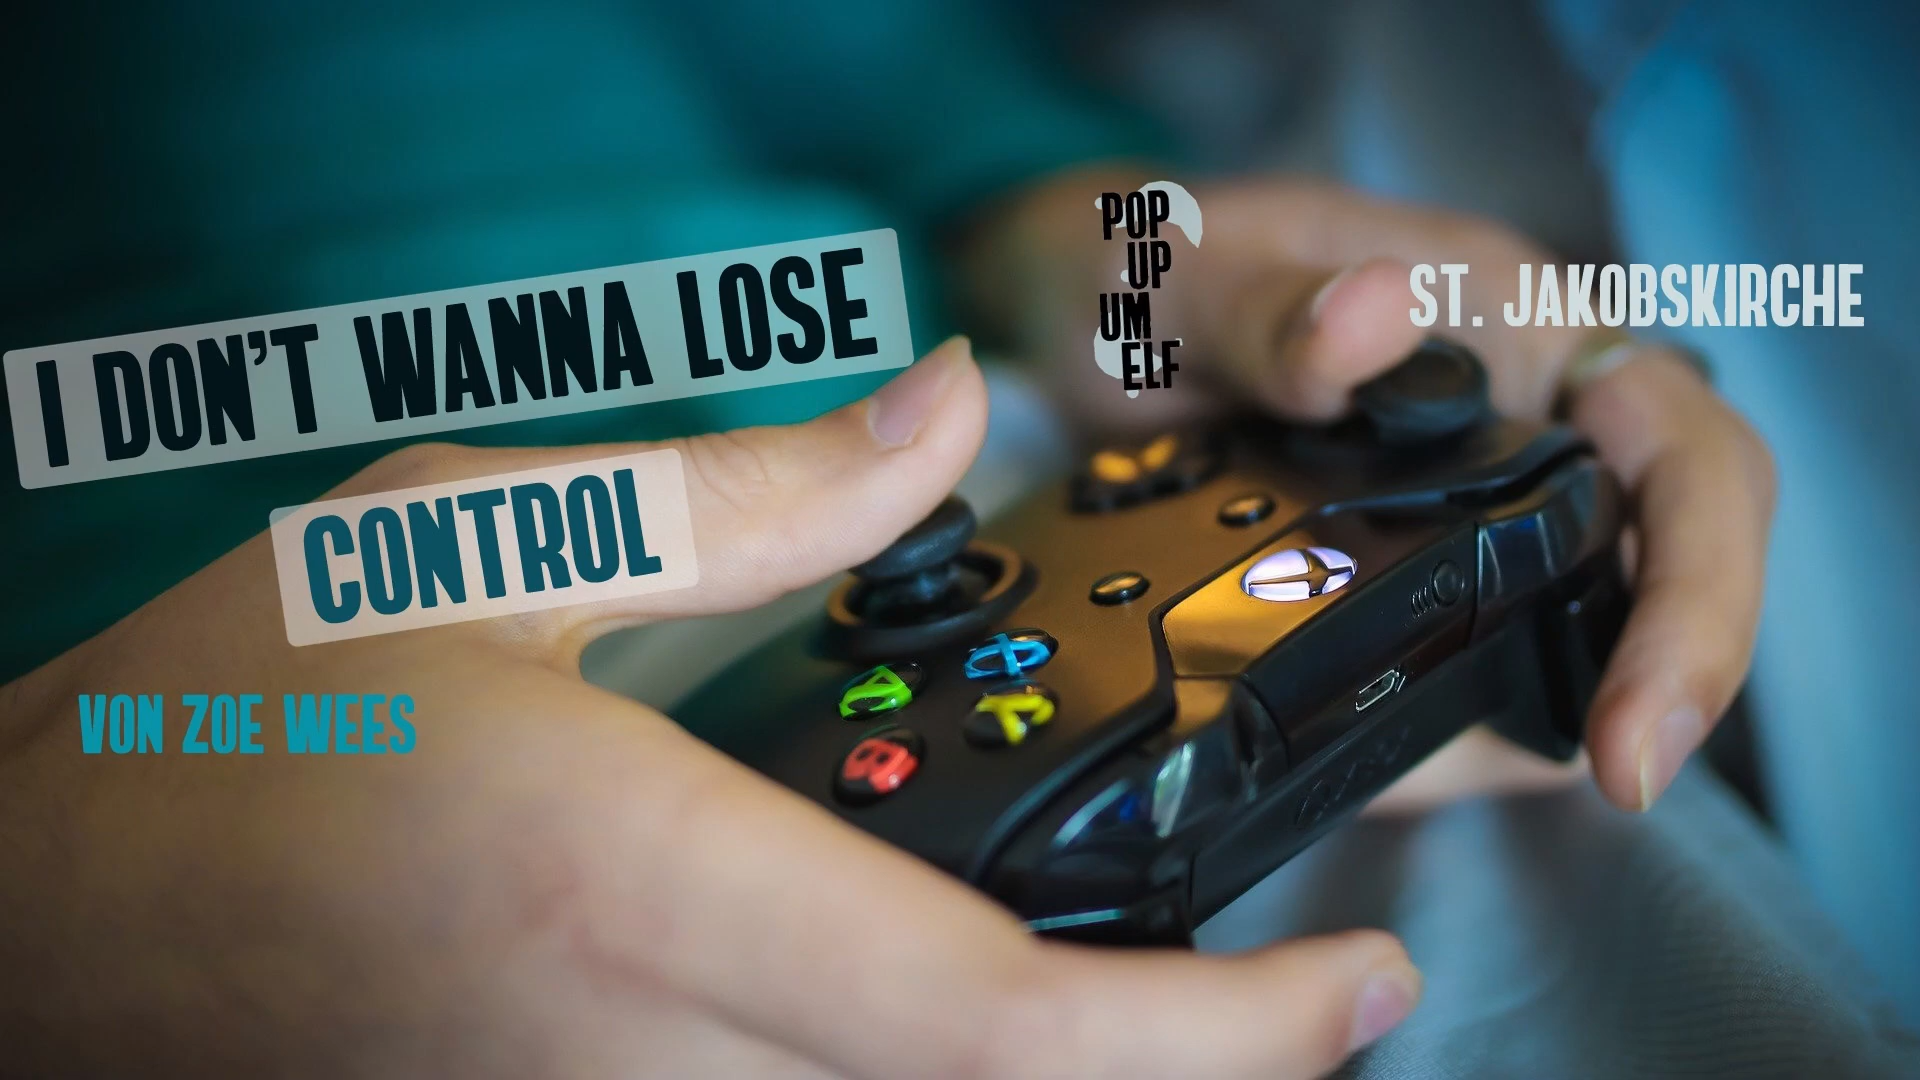 I DON'T WANNA LOSE
CONTROL
VON ZOE WEES
POP
UP
UM
ELF
ST. JAKOBSKIRCHE
X
A
Y
B